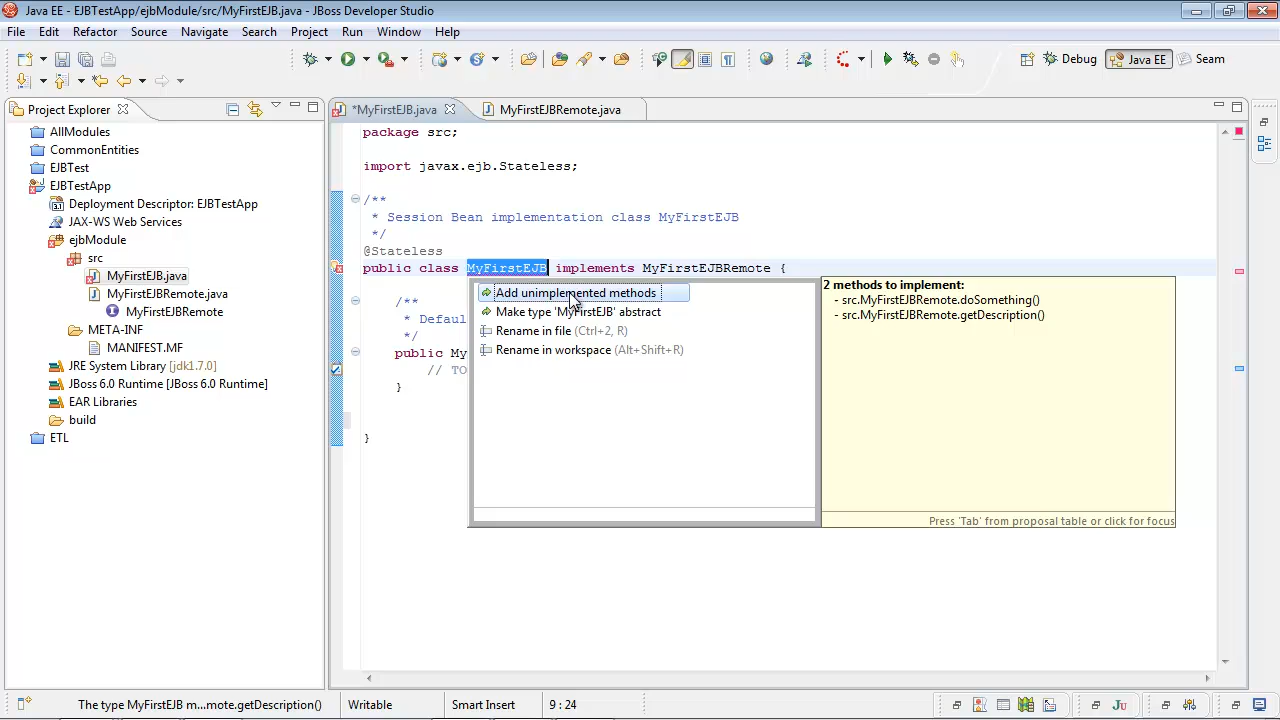 Java EE - EJBTestApp/ejbModule/src/MyFirstEJB.java - JBoss Developer Studio
File Edit Refactor Source Navigate Search Project Run Window Help
Debug Java EE Seam
Project Explorer
*MyFirstEJB.java MyFirstEJBRemote.java
AllModules
CommonEntities
EJBTest
EJBTestApp
Deployment Descriptor: EJBTestApp
JAX-WS Web Services
ejbModule
src
MyFirstEJB.java
MyFirstEJBRemote.java
MyFirstEJBRemote
META-INF
MANIFEST.MF
JRE System Library [jdk1.7.0]
JBoss 6.0 Runtime [JBoss 6.0 Runtime]
EAR Libraries
build
ETL
package src;
import javax.ejb.Stateless;
/**
* Session Bean implementation class MyFirstEJB
*/
@Stateless
public class MyFirstEJB implements MyFirstEJBRemote {
/**
* Defaul
*/
public My
// TO
}
}
Add unimplemented methods
Make type 'MyFirstEJB' abstract
Rename in file (Ctrl+2, R)
Rename in workspace (Alt+Shift+R)
2 methods to implement:
- src.MyFirstEJBRemote.doSomething()
- src.MyFirstEJBRemote.getDescription()
Press 'Tab' from proposal table or click for focus
The type MyFirstEJB m...mote.getDescription() Writable Smart Insert 9 : 24